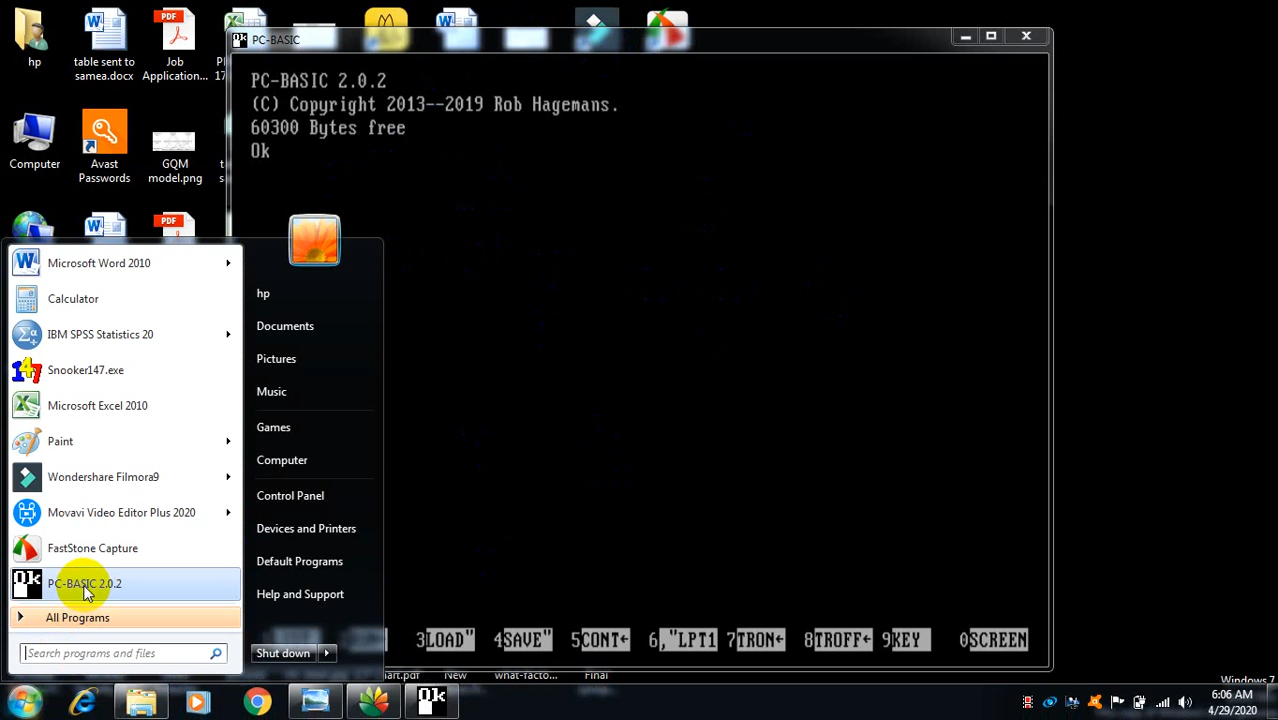 hp
table sent to
samea.docx
PDF
Job
Application...
Computer
Avast
Passwords
GQM
model.png
PDF
PC-BASIC
PC-BASIC 2.0.2
(C) Copyright 2013--2019 Rob Hagemans.
60300 Bytes free
Ok
3LOAD" 4SAVE" 5CONT← 6,"LPT1 7TRON← 8TROFF← 9KEY 0SCREEN
Microsoft Word 2010
Calculator
IBM SPSS Statistics 20
Snooker147.exe
Microsoft Excel 2010
Paint
Wondershare Filmora9
Movavi Video Editor Plus 2020
FastStone Capture
PC-BASIC 2.0.2
All Programs
Search programs and files
hp
Documents
Pictures
Music
Games
Computer
Control Panel
Devices and Printers
Default Programs
Help and Support
Shut down
New
what-facto...
Final
Windows 7
Ok
6:06 AM
4/29/2020